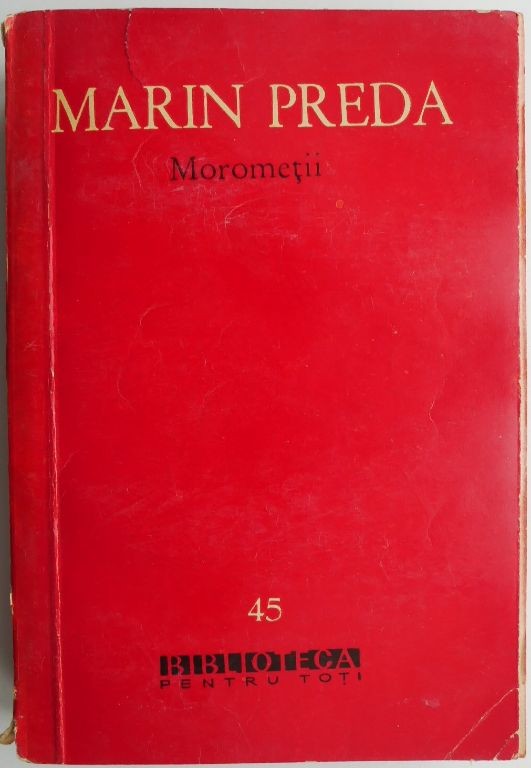 MARIN PREDA
Moromeţii
45
BIBLIOTECA
PENTRU TOŢI